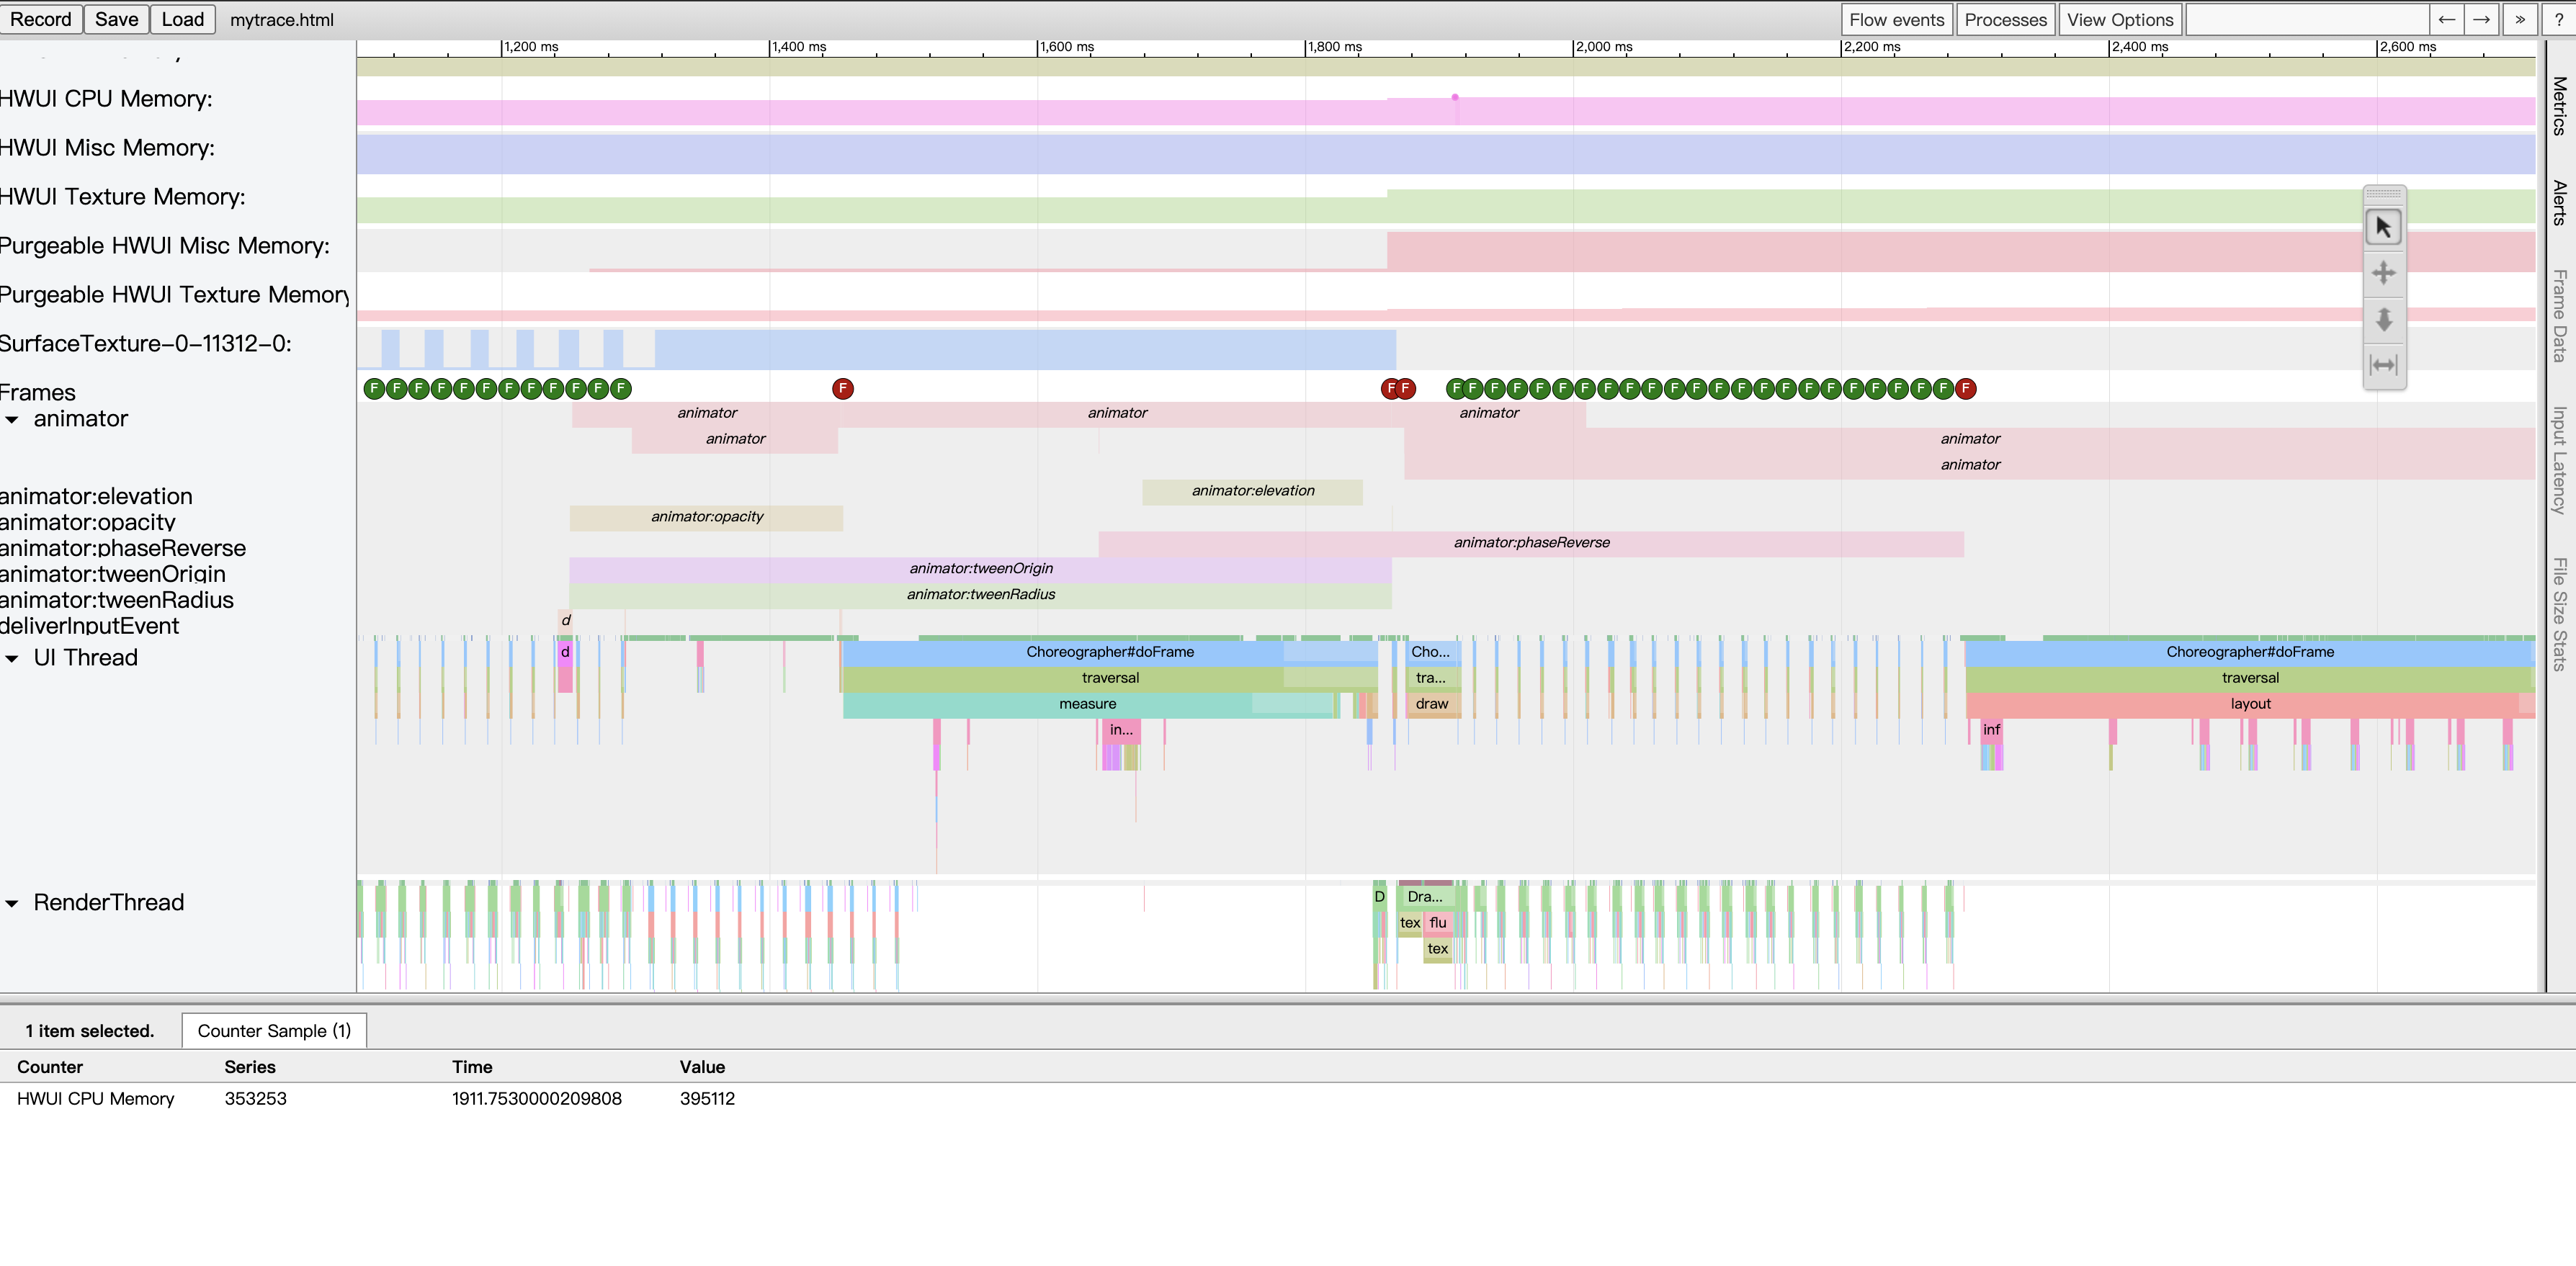 Record Save Load mytrace.html Flow events Processes View Options ← → » ?
1,200 ms 1,400 ms 1,600 ms 1,800 ms 2,000 ms 2,200 ms 2,400 ms 2,600 ms
HWUI CPU Memory:
HWUI Misc Memory:
HWUI Texture Memory:
Purgeable HWUI Misc Memory:
Purgeable HWUI Texture Memory
SurfaceTexture-0-11312-0:
Frames
F F F F F F F F F F F F F F F F F F F F F F F F F F F F F F F F F F F F F F F
animator
animator animator animator
animator animator
animator
animator:elevation
animator:elevation
animator:opacity
animator:opacity
animator:phaseReverse
animator:phaseReverse
animator:tweenOrigin
animator:tweenOrigin
animator:tweenRadius
animator:tweenRadius
deliverInputEvent
d
UI Thread
d Choreographer#doFrame Cho... Choreographer#doFrame
traversal tra... traversal
measure draw layout
in... inf
RenderThread
D Dra...
tex flu
tex
Metrics
Alerts
Frame Data
Input Latency
File Size Stats
1 item selected. Counter Sample (1)
Counter Series Time Value
HWUI CPU Memory 353253 1911.7530000209808 395112